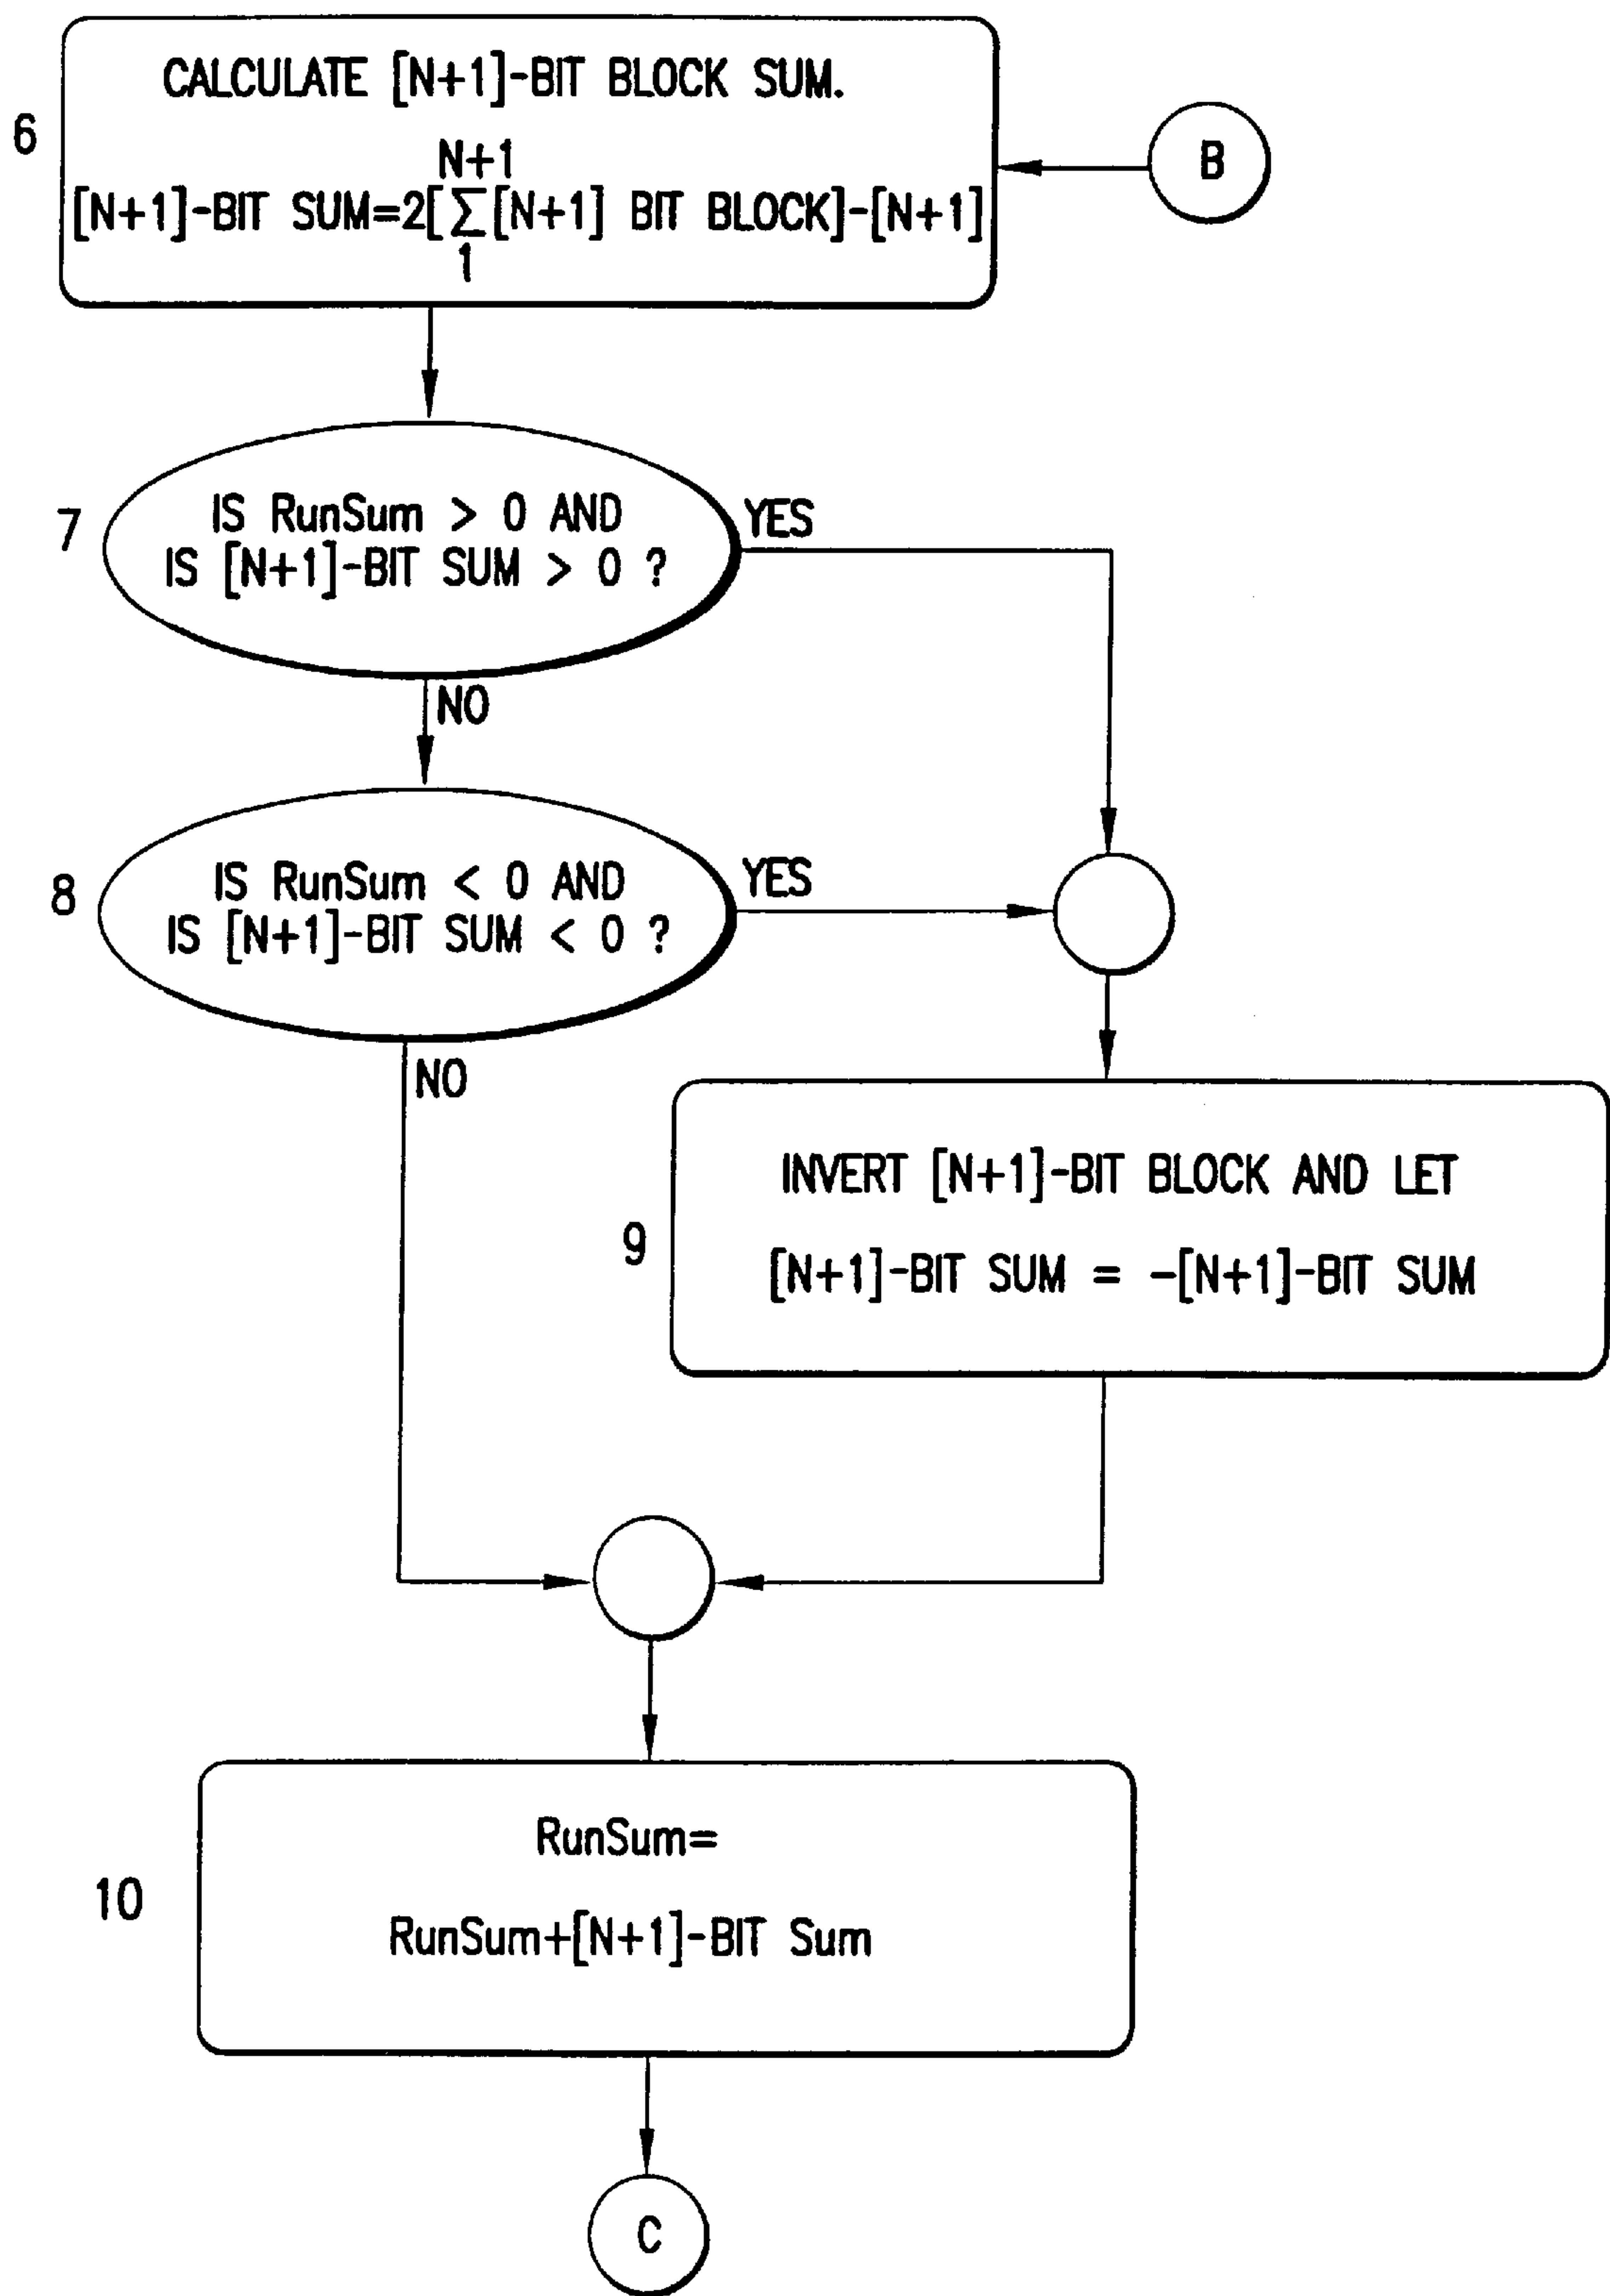 CALCULATE [N+1]-BIT BLOCK SUM.
6
N+1
[N+1]-BIT SUM=2[∑[N+1] BIT BLOCK]-[N+1]
1
B
7
IS RunSum > 0 AND
IS [N+1]-BIT SUM > 0 ?
YES
NO
8
IS RunSum < 0 AND
IS [N+1]-BIT SUM < 0 ?
YES
NO
9
INVERT [N+1]-BIT BLOCK AND LET
[N+1]-BIT SUM = -[N+1]-BIT SUM
10
RunSum=
RunSum+[N+1]-BIT Sum
C